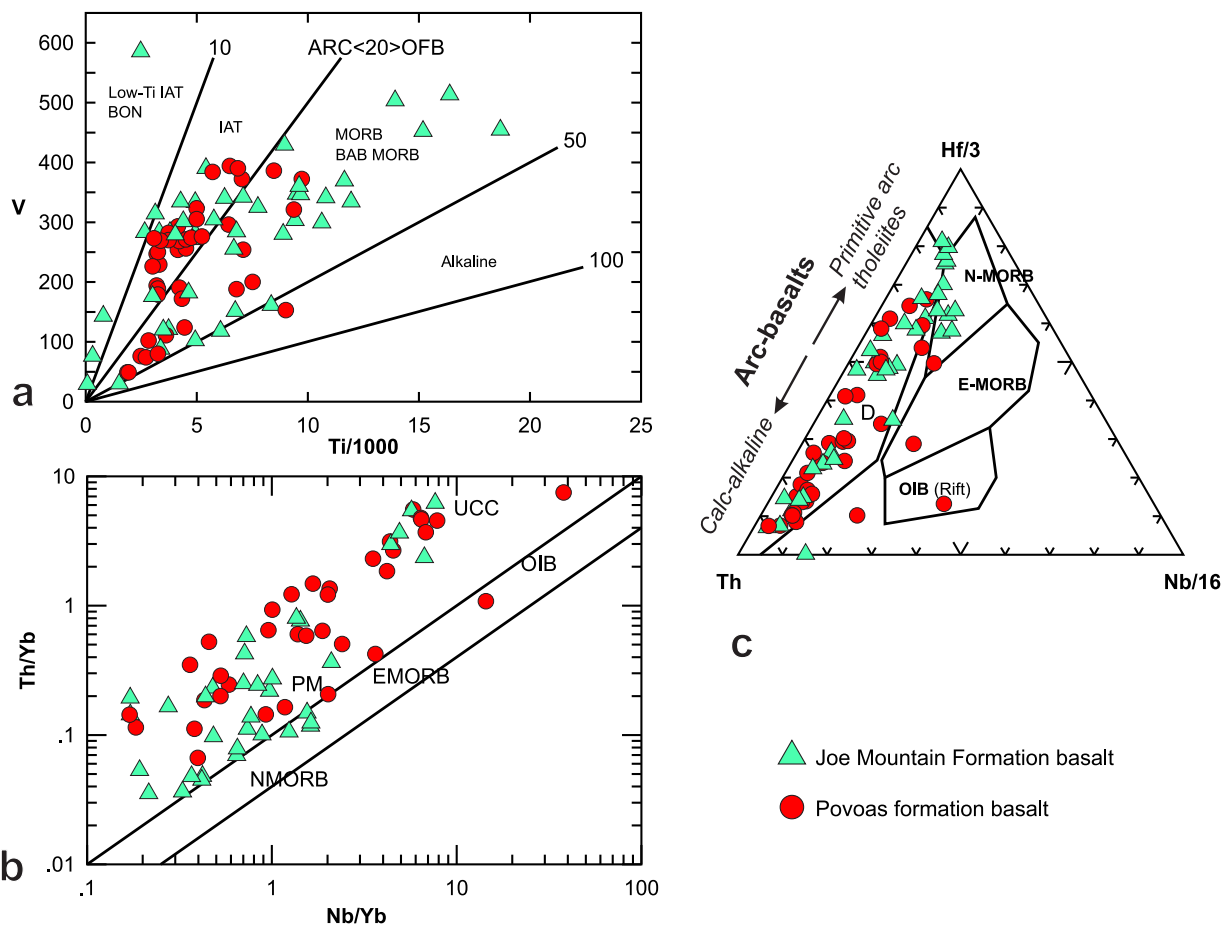 a
600
500
400
300
200
100
0
V
10
ARC<20>OFB
Low-Ti IAT
BON
IAT
MORB
BAB MORB
50
Alkaline
100
0
5
10
15
20
25
Ti/1000
b
10
1
.1
.01
Th/Yb
UCC
OIB
EMORB
PM
NMORB
.1
1
10
100
Nb/Yb
Hf/3
Primitive arc
tholeiites
Arc-basalts
Calc-alkaline
N-MORB
E-MORB
D
OIB (Rift)
Th
Nb/16
c
Joe Mountain Formation basalt
Povoas formation basalt